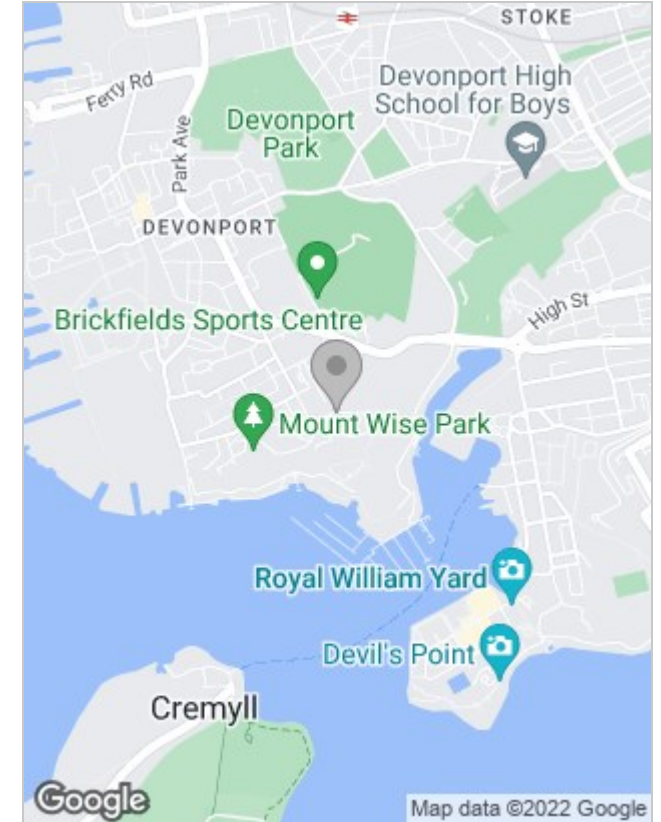 STOKE
Ferry Rd
Devonport High
School for Boys
Devonport
Park
Park Ave
DEVONPORT
High St
Brickfields Sports Centre
Mount Wise Park
Royal William Yard
Devil's Point
Cremyll
Google
Map data ©2022 Google